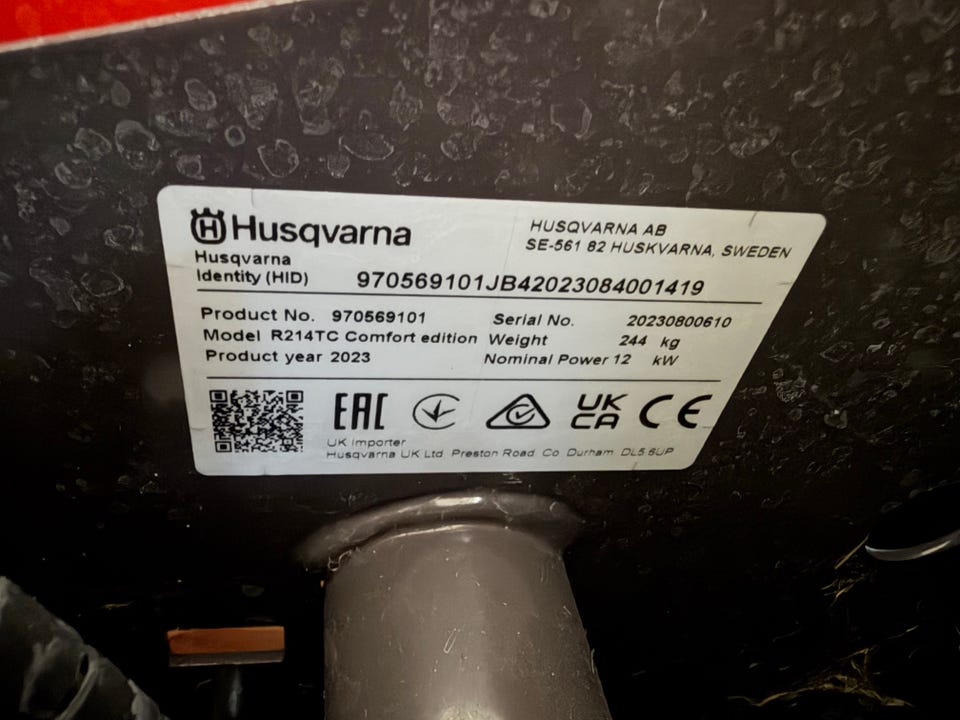 Husqvarna
HUSQVARNA AB
SE-561 82 HUSKVARNA, SWEDEN
Husqvarna
Identity (HID) 970569101JB42023084001419
Product No. 970569101 Serial No. 20230800610
Model R214TC Comfort edition Weight 244 kg
Product year 2023 Nominal Power 12 kW
EAC UK CA CE
UK Importer
Husqvarna UK Ltd Preston Road Co Durham DL5 6UP